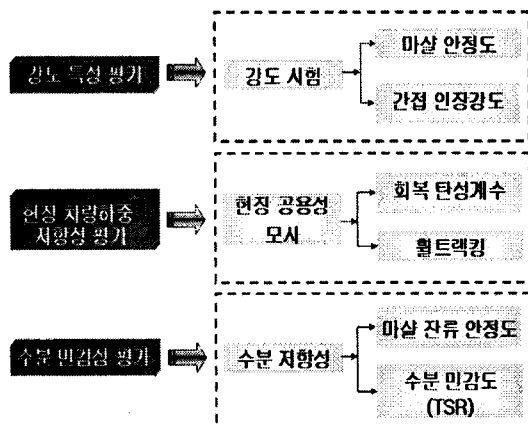 강도 특성 평가
강도 시험
마샬 안정도
간접 인장강도
현장 차량하중
저항성 평가
현장 공용성
모사
회복 탄성계수
휠트랙킹
수분 민감성 평가
수분 저항성
마샬 잔류 안정도
수분 민감도
(TSR)